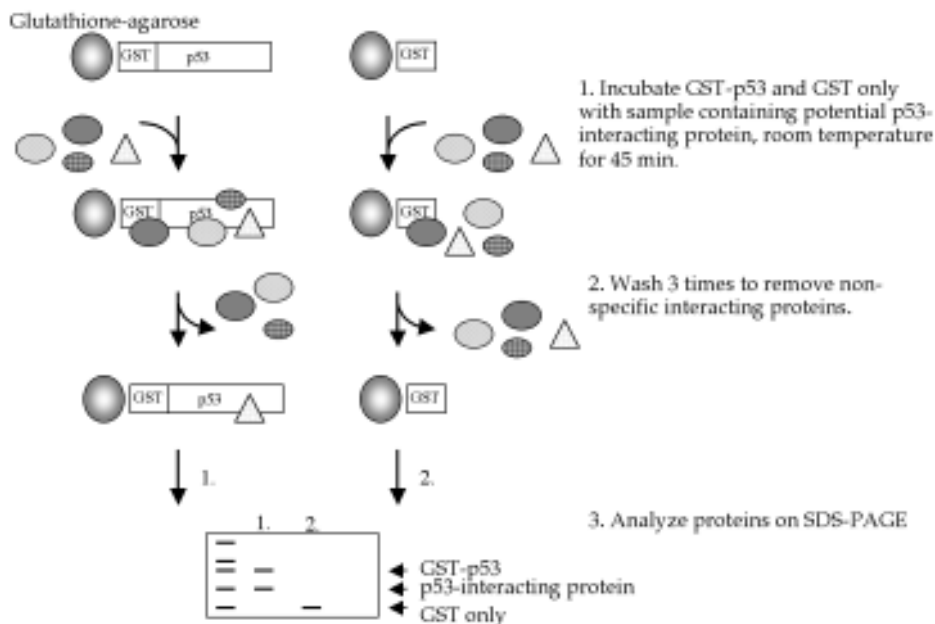 Glutathione-agarose
GST p53
GST
1. Incubate GST-p53 and GST only
with sample containing potential p53-
interacting protein, room temperature
for 45 min.
GST p53
GST
2. Wash 3 times to remove non-
specific interacting proteins.
GST p53
GST
1.
2.
3. Analyze proteins on SDS-PAGE
1. 2.
GST-p53
p53-interacting protein
GST only